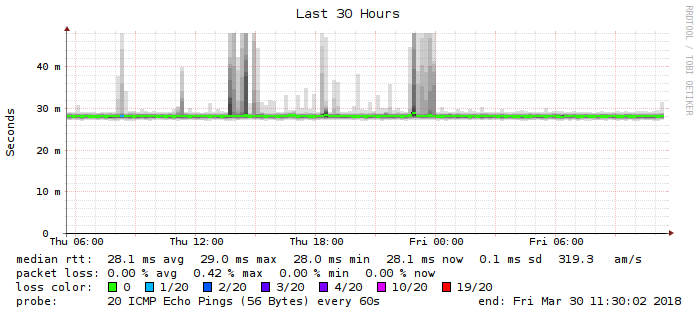 Last 30 Hours
RRDTOOL / TOBI OETIKER
Seconds
40 m
30 m
20 m
10 m
0
Thu 06:00 Thu 12:00 Thu 18:00 Fri 00:00 Fri 06:00
median rtt: 28.1 ms avg 29.0 ms max 28.0 ms min 28.1 ms now 0.1 ms sd 319.3 am/s
packet loss: 0.00 % avg 0.42 % max 0.00 % min 0.00 % now
loss color: 0 1/20 2/20 3/20 4/20 10/20 19/20
probe: 20 ICMP Echo Pings (56 Bytes) every 60s end: Fri Mar 30 11:30:02 2018